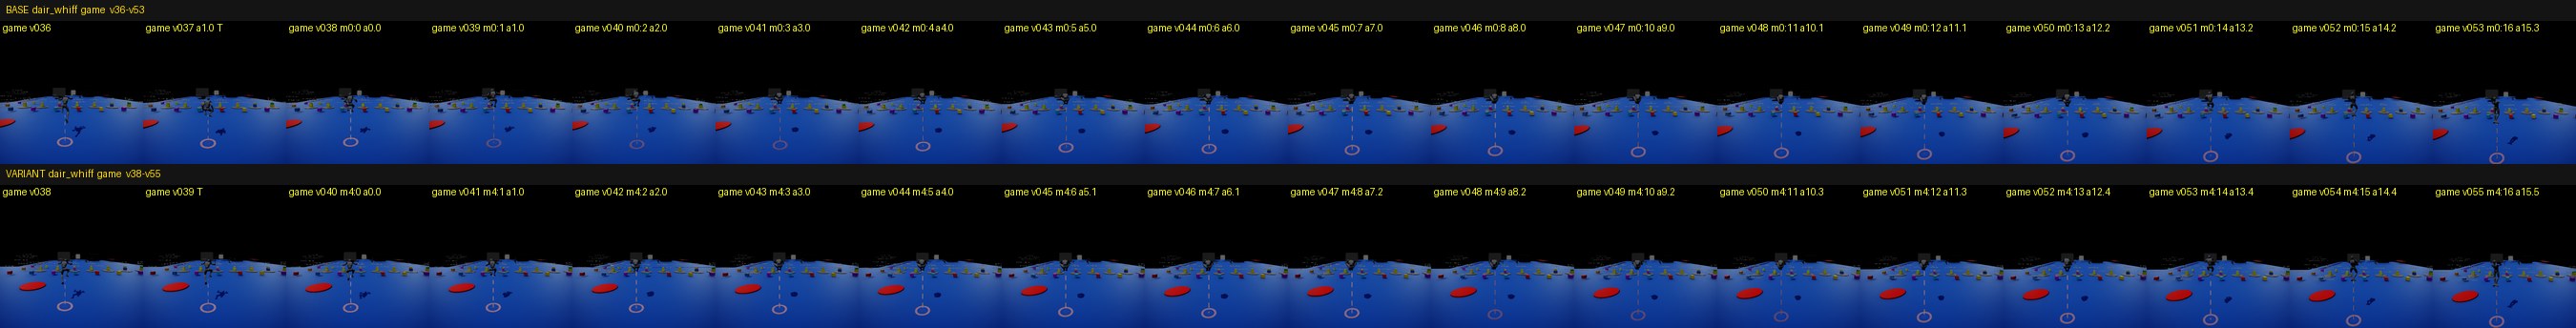 BASE dair_whiff game v36-v53
game v036 game v037 a1.0 T game v038 m0:0 a0.0 game v039 m0:1 a1.0 game v040 m0:2 a2.0 game v041 m0:3 a3.0 game v042 m0:4 a4.0 game v043 m0:5 a5.0 game v044 m0:6 a6.0 game v045 m0:7 a7.0 game v046 m0:8 a8.0 game v047 m0:10 a9.0 game v048 m0:11 a10.1 game v049 m0:12 a11.1 game v050 m0:13 a12.2 game v051 m0:14 a13.2 game v052 m0:15 a14.2 game v053 m0:16 a15.3
VARIANT dair_whiff game v38-v55
game v038 game v039 T game v040 m4:0 a0.0 game v041 m4:1 a1.0 game v042 m4:2 a2.0 game v043 m4:3 a3.0 game v044 m4:5 a4.0 game v045 m4:6 a5.1 game v046 m4:7 a6.1 game v047 m4:8 a7.2 game v048 m4:9 a8.2 game v049 m4:10 a9.2 game v050 m4:11 a10.3 game v051 m4:12 a11.3 game v052 m4:13 a12.4 game v053 m4:14 a13.4 game v054 m4:15 a14.4 game v055 m4:16 a15.5